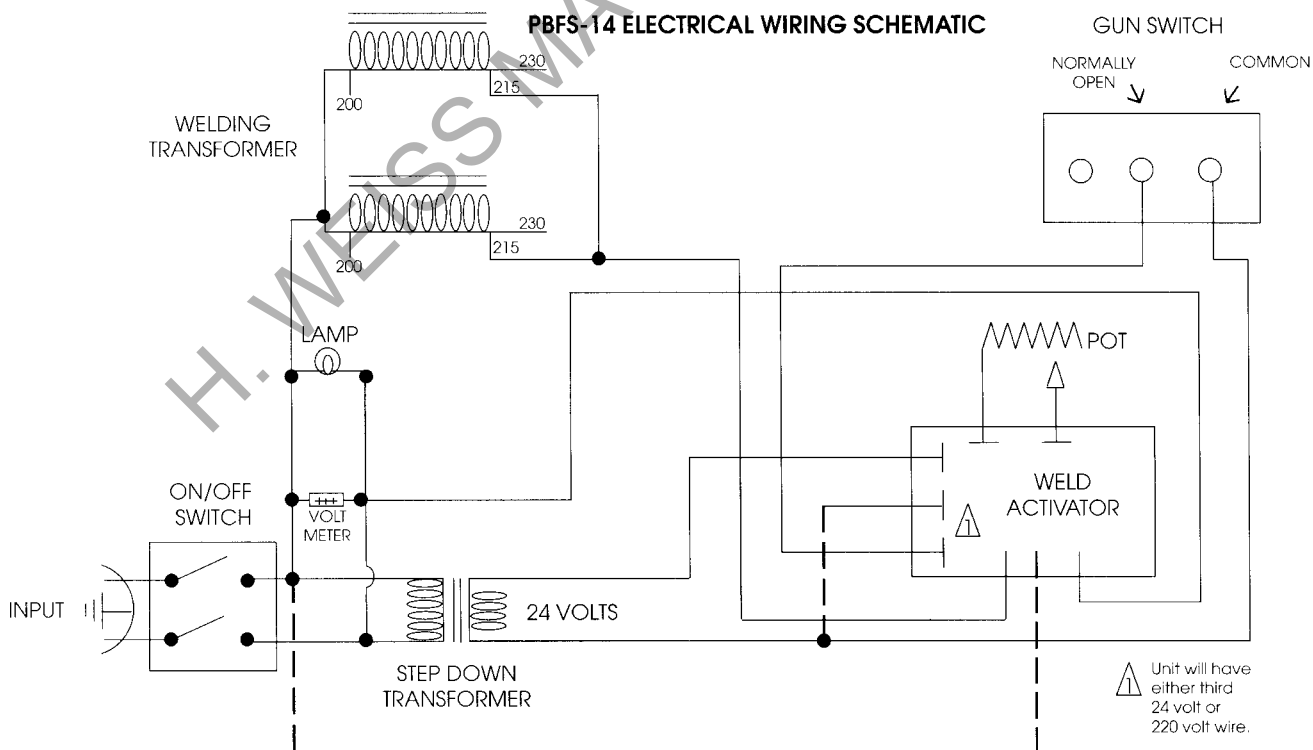 PBFS-14 ELECTRICAL WIRING SCHEMATIC
GUN SWITCH
NORMALLY
OPEN
COMMON
230
215
200
WELDING
TRANSFORMER
230
215
200
H. WEISS MA
LAMP
POT
ON/OFF
SWITCH
VOLT
METER
WELD
ACTIVATOR
1
INPUT
24 VOLTS
STEP DOWN
TRANSFORMER
1
Unit will have
either third
24 volt or
220 volt wire.